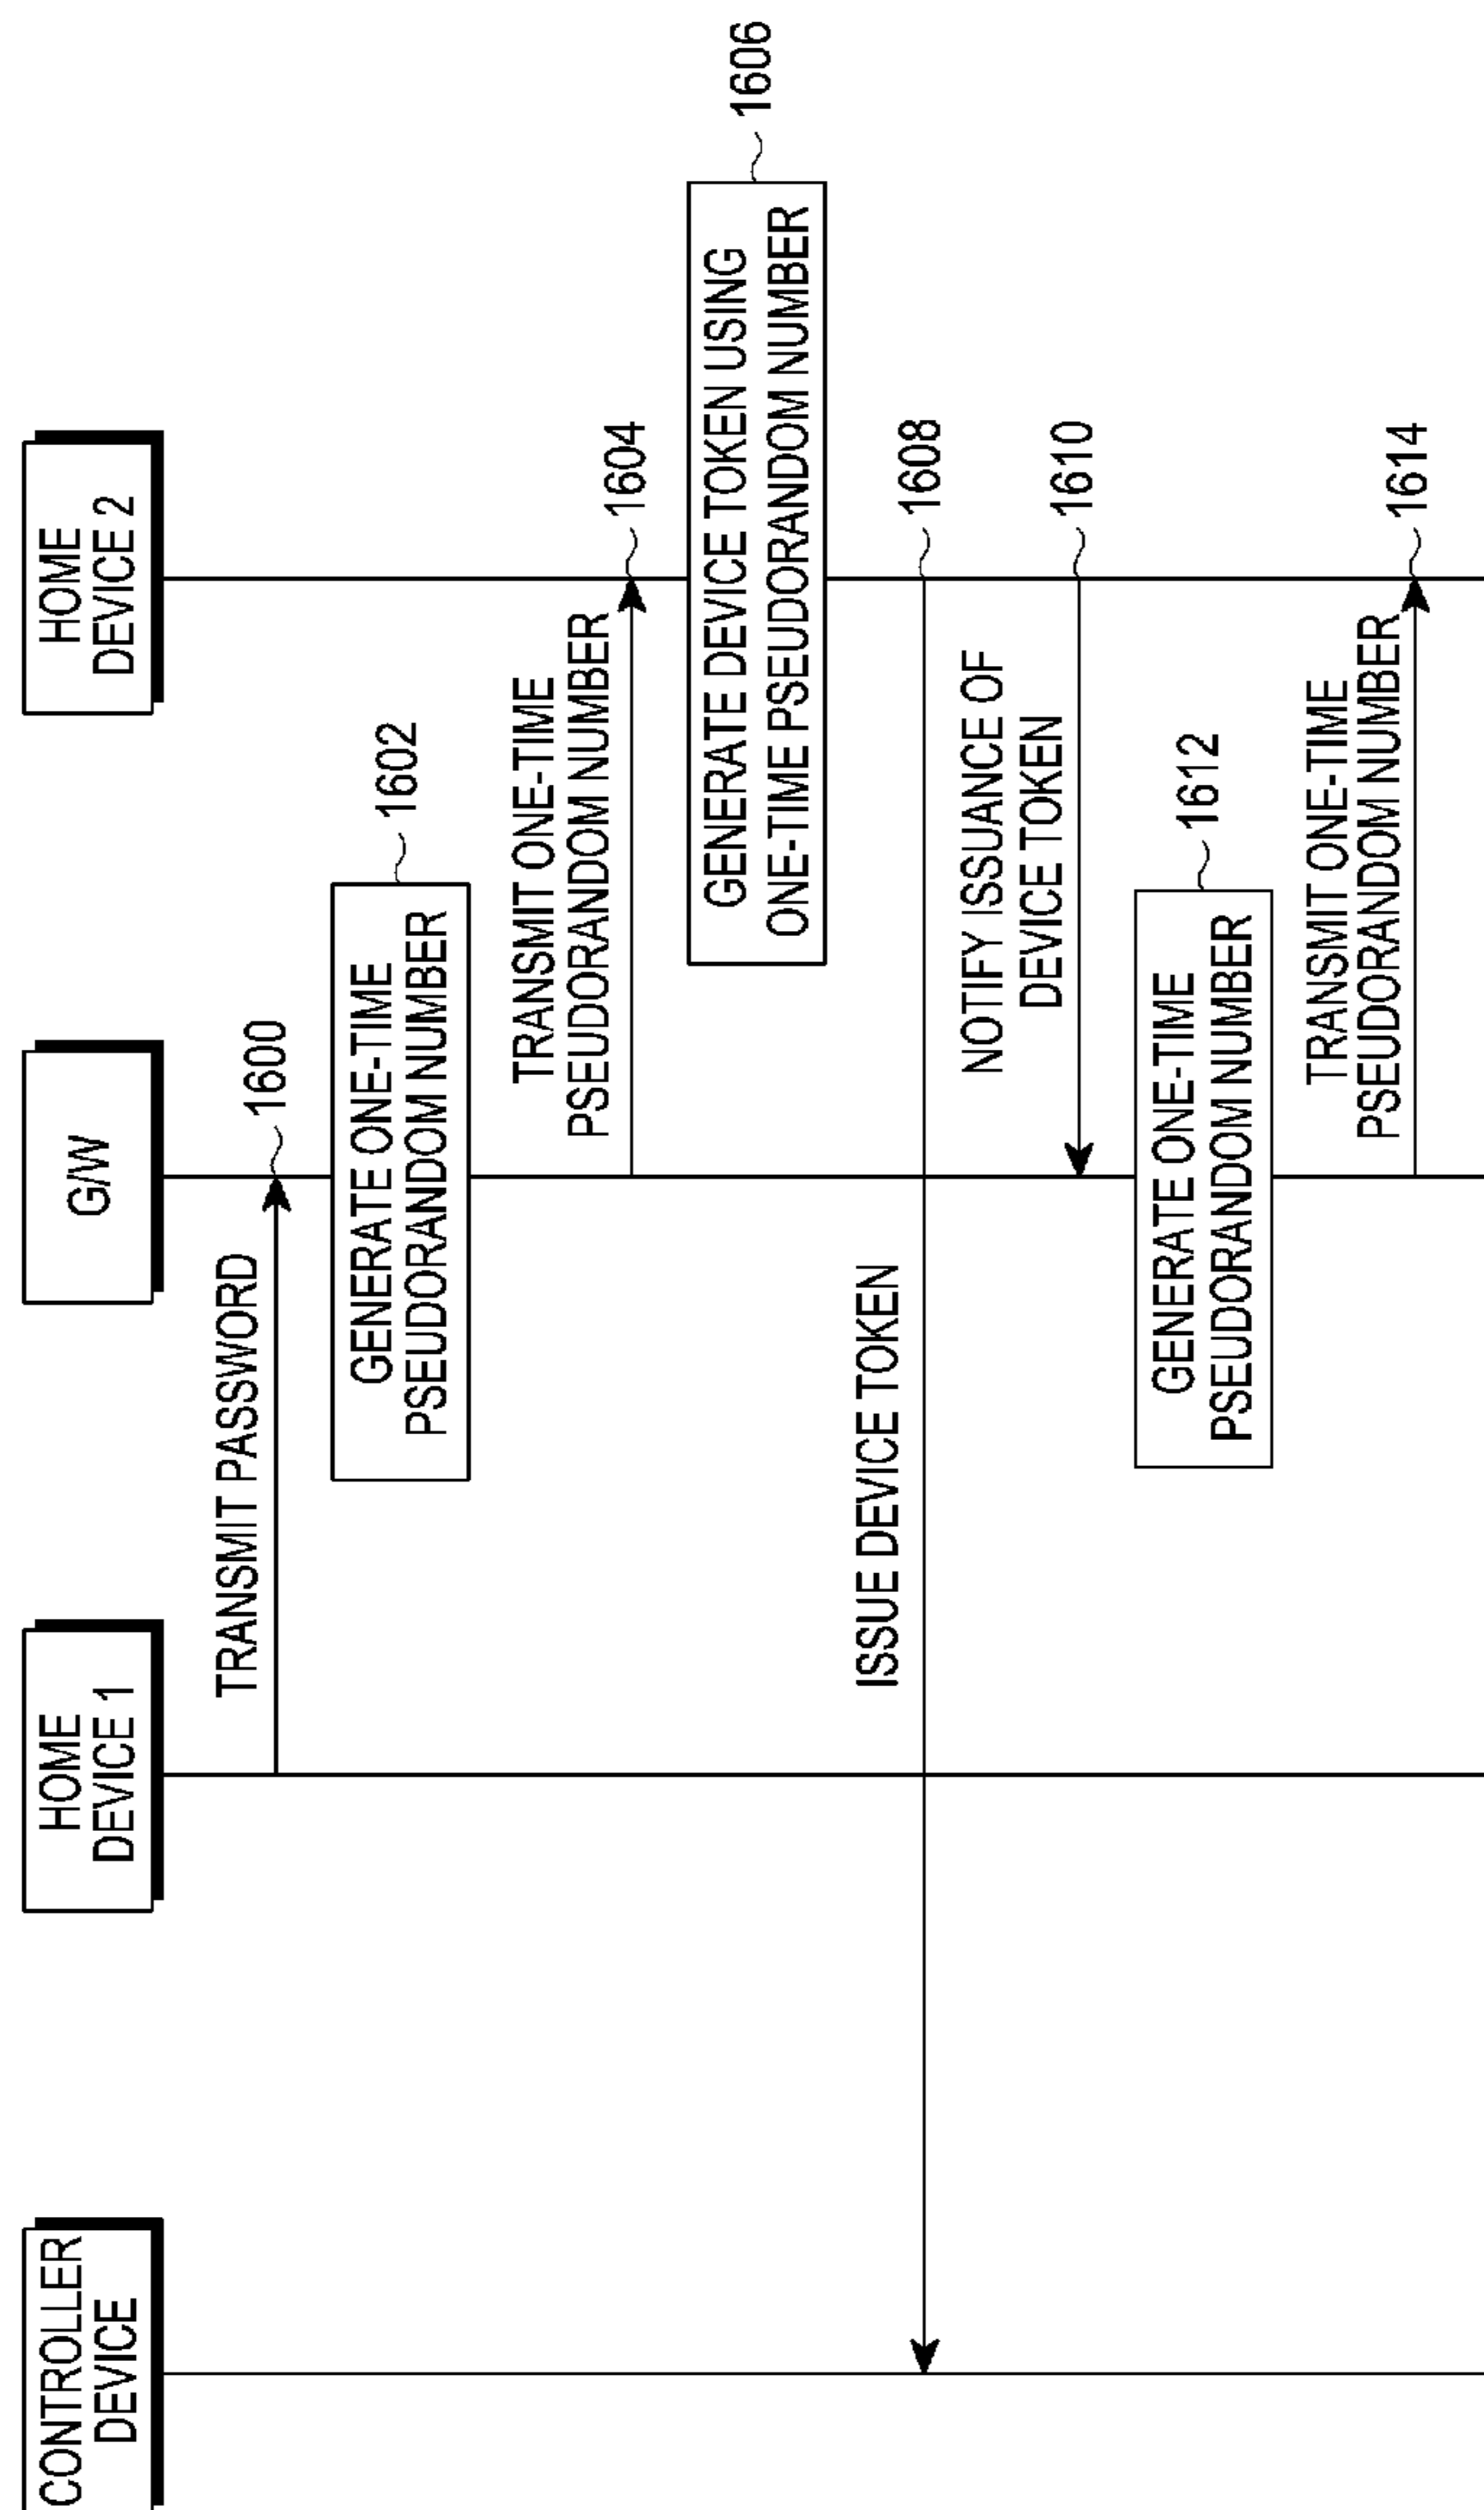 CONTROLLER
DEVICE
HOME
DEVICE 1
G/W
HOME
DEVICE 2
TRANSMIT PASSWORD
1600
GENERATE ONE-TIME
PSEUDORANDOM NUMBER
1602
TRANSMIT ONE-TIME
PSEUDORANDOM NUMBER
1604
GENERATE DEVICE TOKEN USING
ONE-TIME PSEUDORANDOM NUMBER
1606
ISSUE DEVICE TOKEN
1608
NOTIFY ISSUANCE OF
DEVICE TOKEN
1610
GENERATE ONE-TIME
PSEUDORANDOM NUMBER
1612
TRANSMIT ONE-TIME
PSEUDORANDOM NUMBER
1614